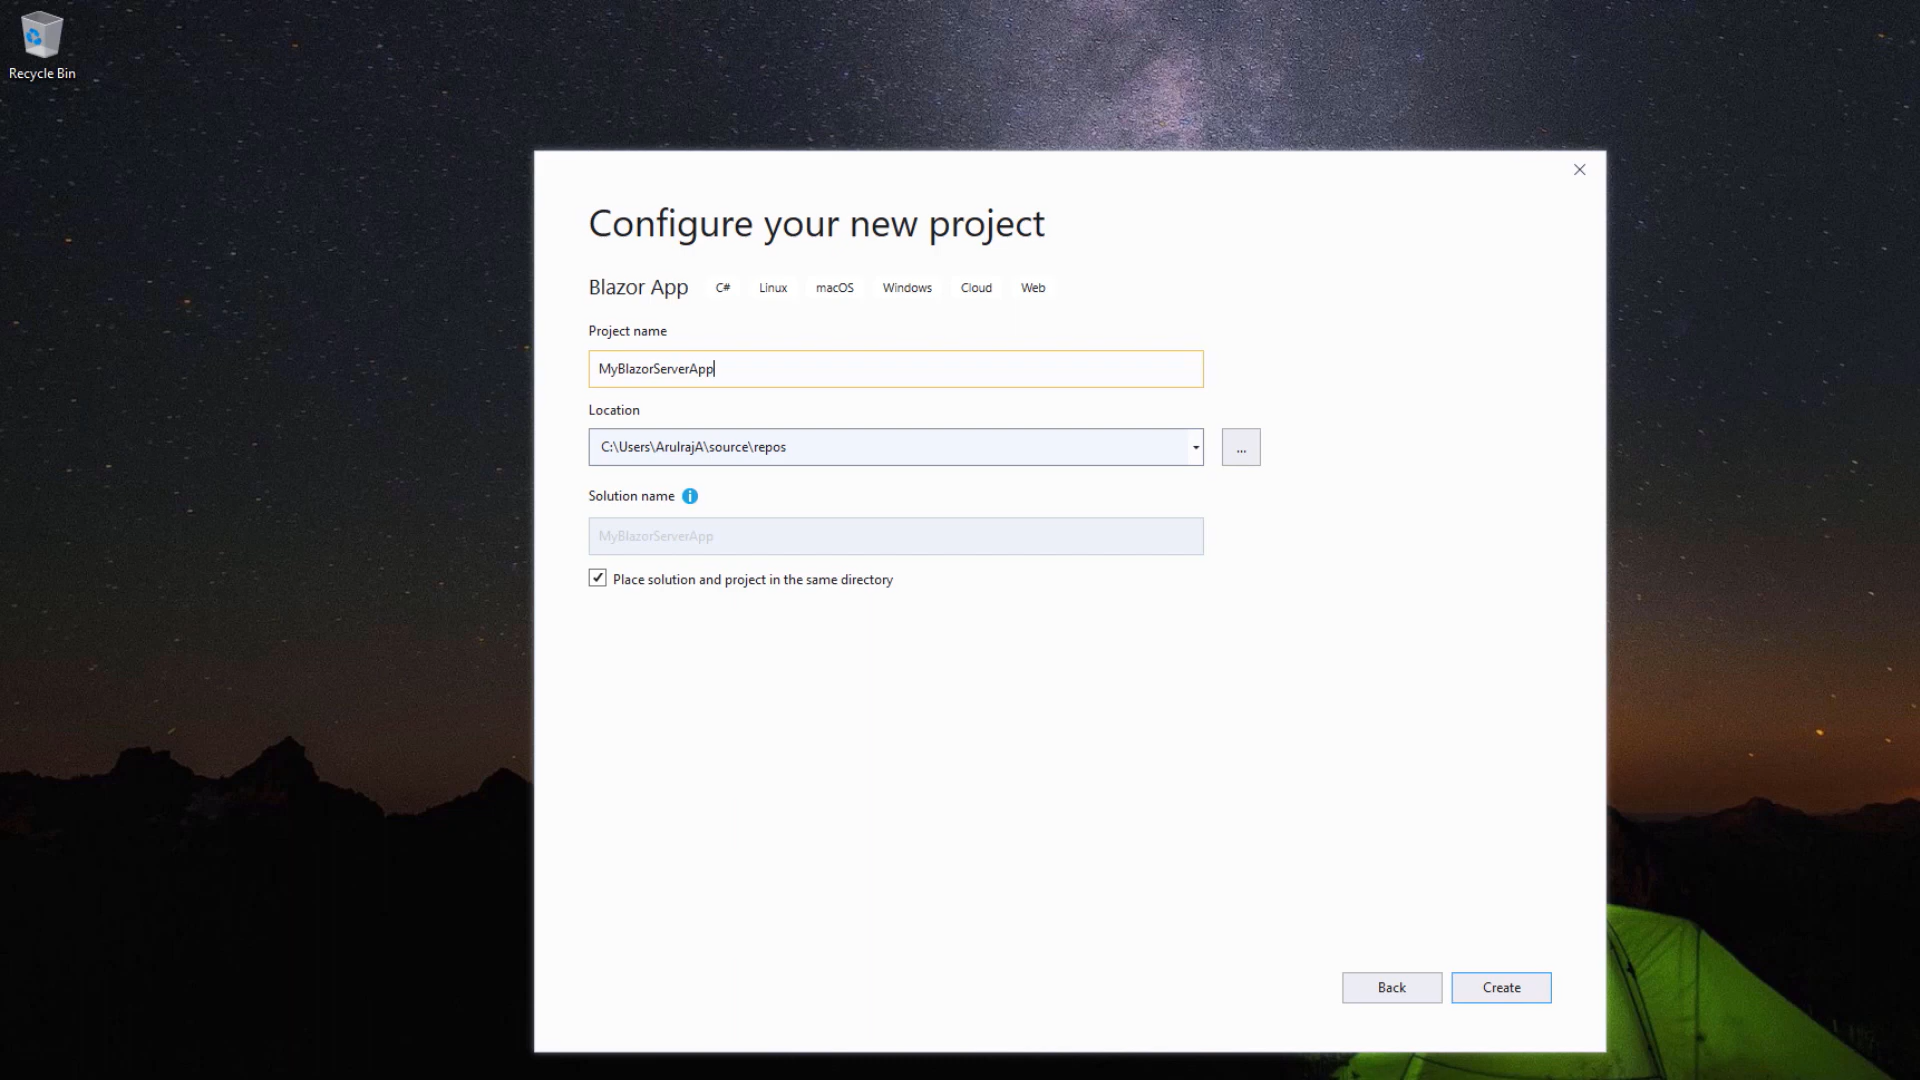 Recycle Bin
Configure your new project
Blazor App C# Linux macOS Windows Cloud Web
Project name
MyBlazorServerApp
Location
C:\Users\ArulrajA\source\repos
...
Solution name
MyBlazorServerApp
Place solution and project in the same directory
Back Create